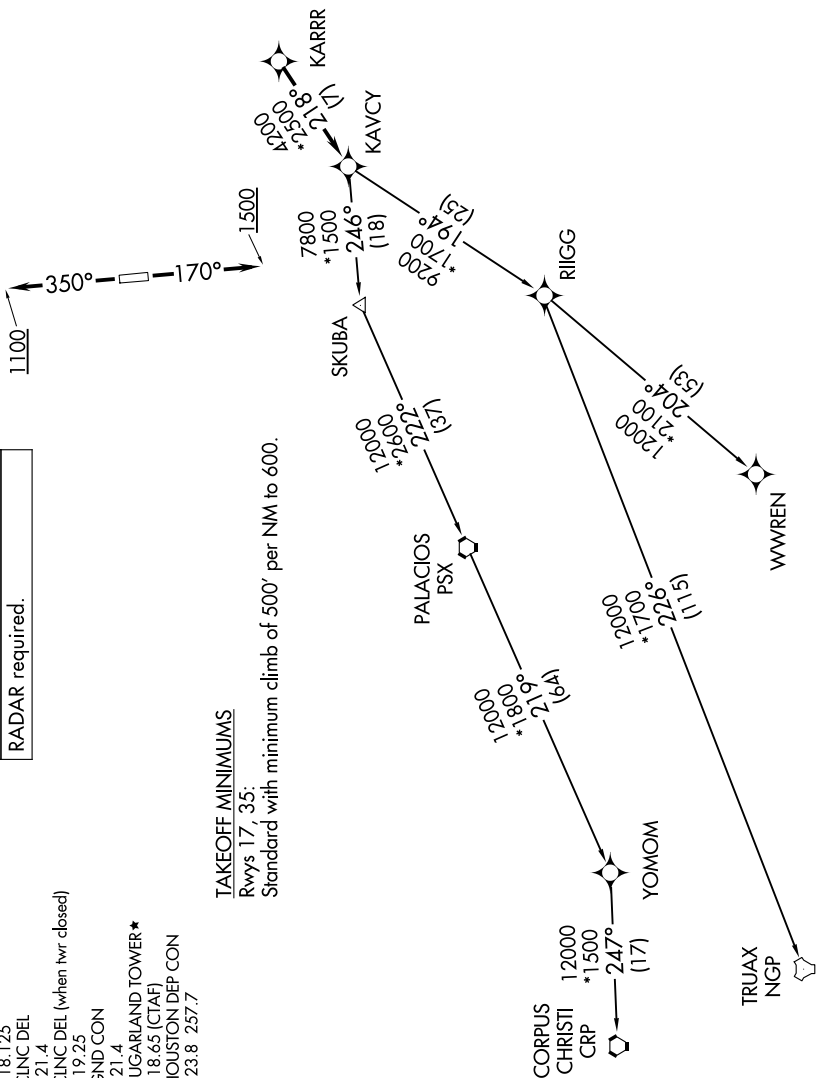 18.125
CLNC DEL
21.4
CLNC DEL (when twr closed)
19.25
GND CON
21.4
UGARLAND TOWER★
18.65 (CTAF)
HOUSTON DEP CON
23.8 257.7
RADAR required.
TAKEOFF MINIMUMS
Rwys 17, 35:
Standard with minimum climb of 500' per NM to 600.
1100
350°
170°
1500
KARRR
4200
*2500
218°
(7)
KAVCY
7800
*1500
246°
(18)
9200
*1700
194°
(25)
SKUBA
RIIGG
12000
*2600
222°
(37)
12000
*2100
204°
(53)
PALACIOS
PSX
WWREN
12000
*1800
219°
(64)
12000
*1700
226°
(115)
YOMOM
12000
*1500
247°
(17)
CORPUS
CHRISTI
CRP
TRUAX
NGP